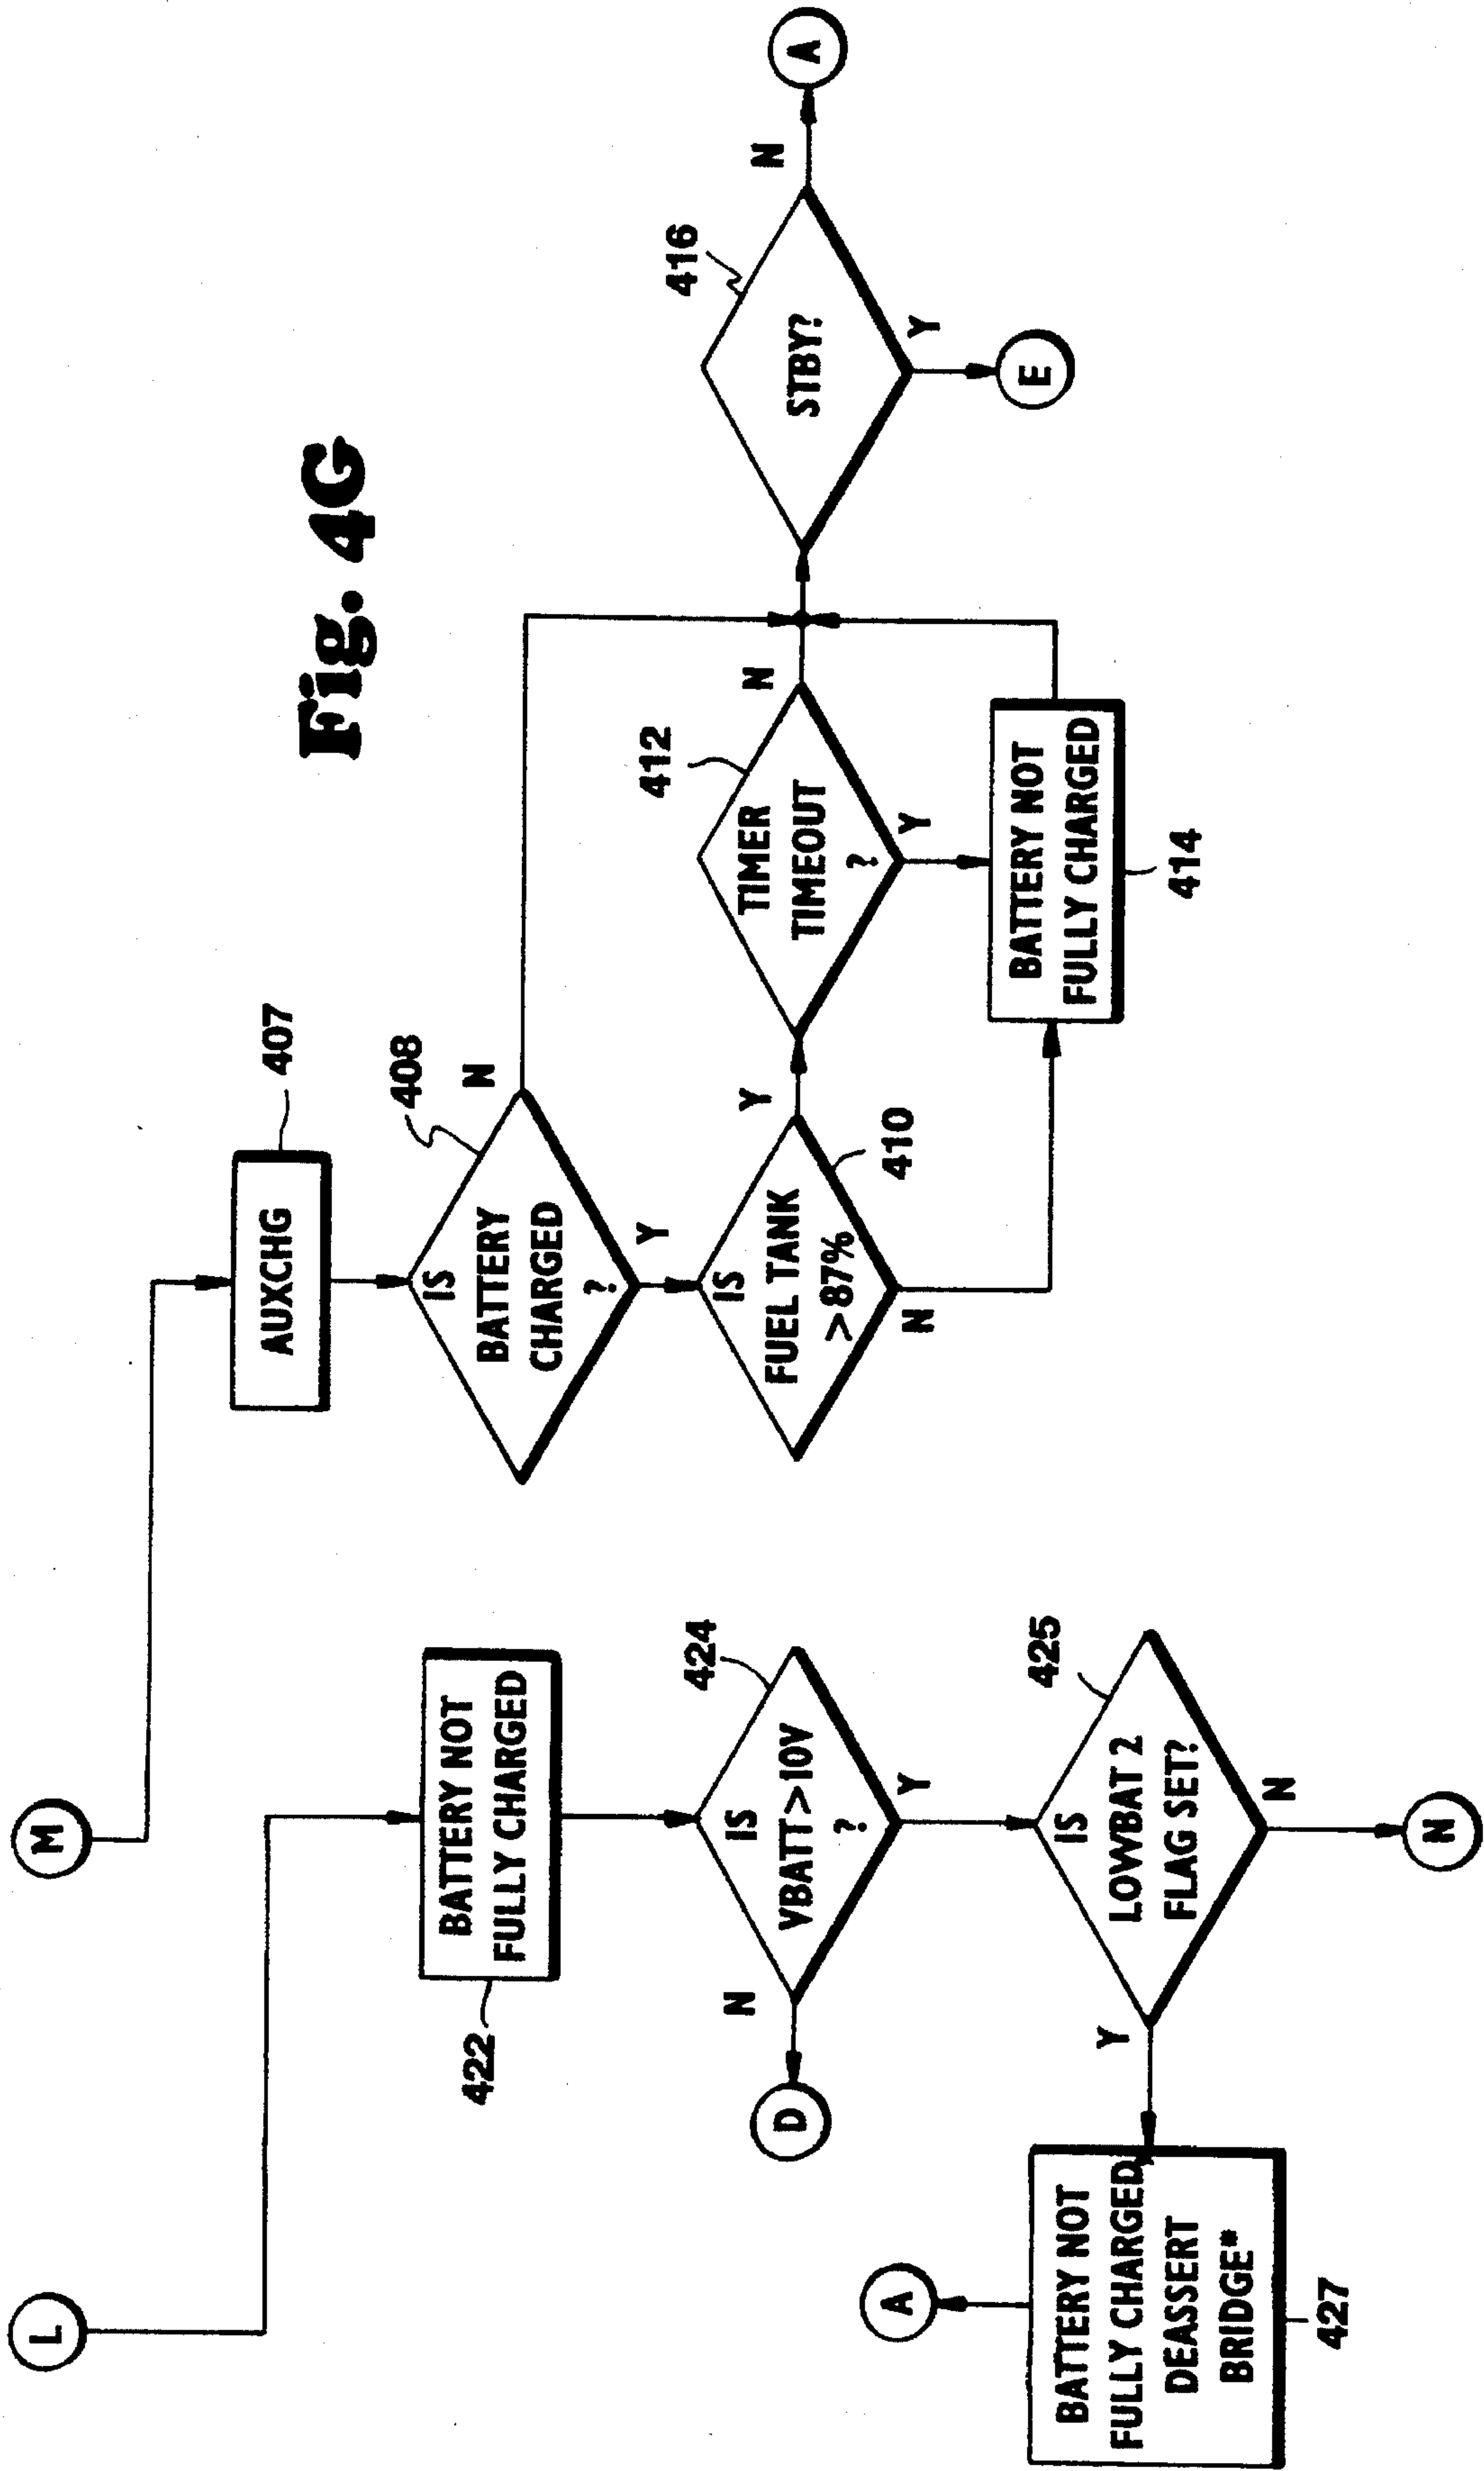 Fig. 4G
L
M
422
BATTERY NOT
FULLY CHARGED
424
IS
VBATT > 10V
?
N
D
Y
425
IS
LOWBAT 2
FLAG SET?
Y
N
N
BATTERY NOT
FULLY CHARGED
DEASSERT
BRIDGE*
427
A
AUXCHG
407
408
IS
BATTERY
CHARGED
?
N
Y
IS
FUEL TANK
> 87%
410
Y
N
412
TIMER
TIMEOUT
?
N
Y
BATTERY NOT
FULLY CHARGED
414
416
STBY?
N
A
Y
E